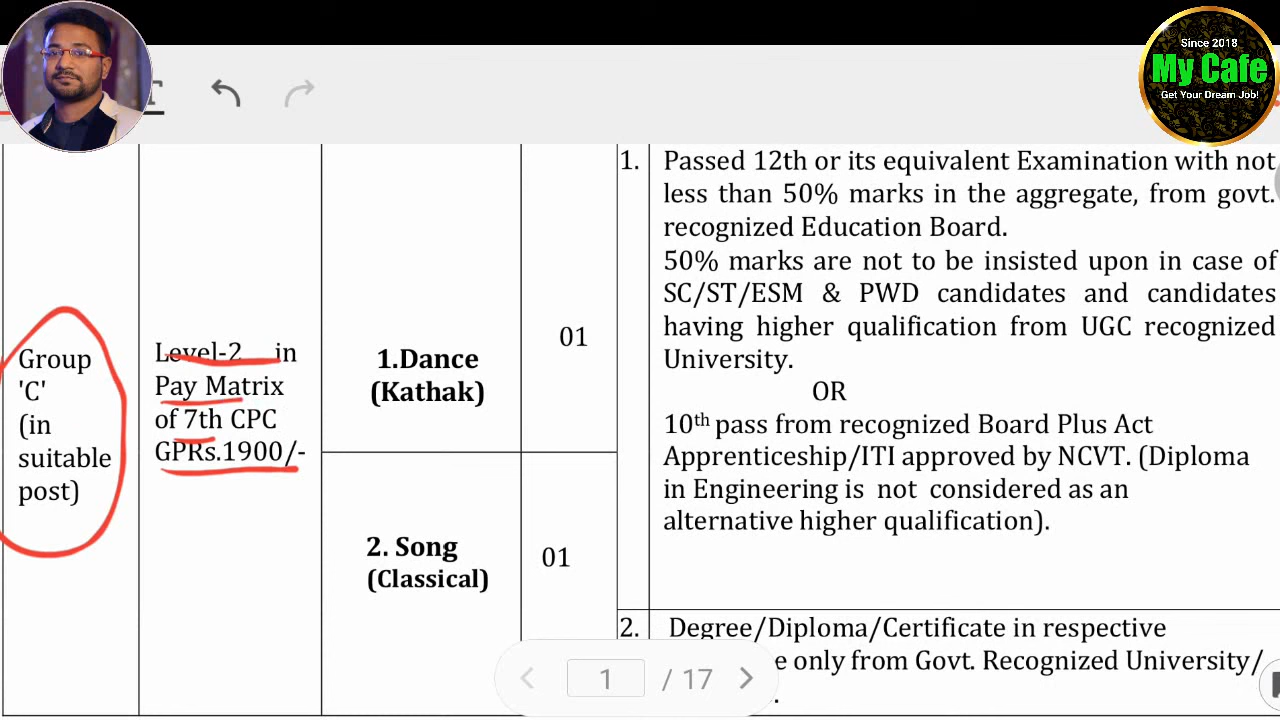 Since 2018
My Cafe
Get Your Dream Job!
T
Group
'C'
(in
suitable
post)
Level-2 in
Pay Matrix
of 7th CPC
GPRs.1900/-
1.Dance
(Kathak)
01
2. Song
(Classical)
01
1. Passed 12th or its equivalent Examination with not
less than 50% marks in the aggregate, from govt.
recognized Education Board.
50% marks are not to be insisted upon in case of
SC/ST/ESM & PWD candidates and candidates
having higher qualification from UGC recognized
University.
OR
10th pass from recognized Board Plus Act
Apprenticeship/ITI approved by NCVT. (Diploma
in Engineering is not considered as an
alternative higher qualification).
2. Degree/Diploma/Certificate in respective
e only from Govt. Recognized University/
.
1 / 17